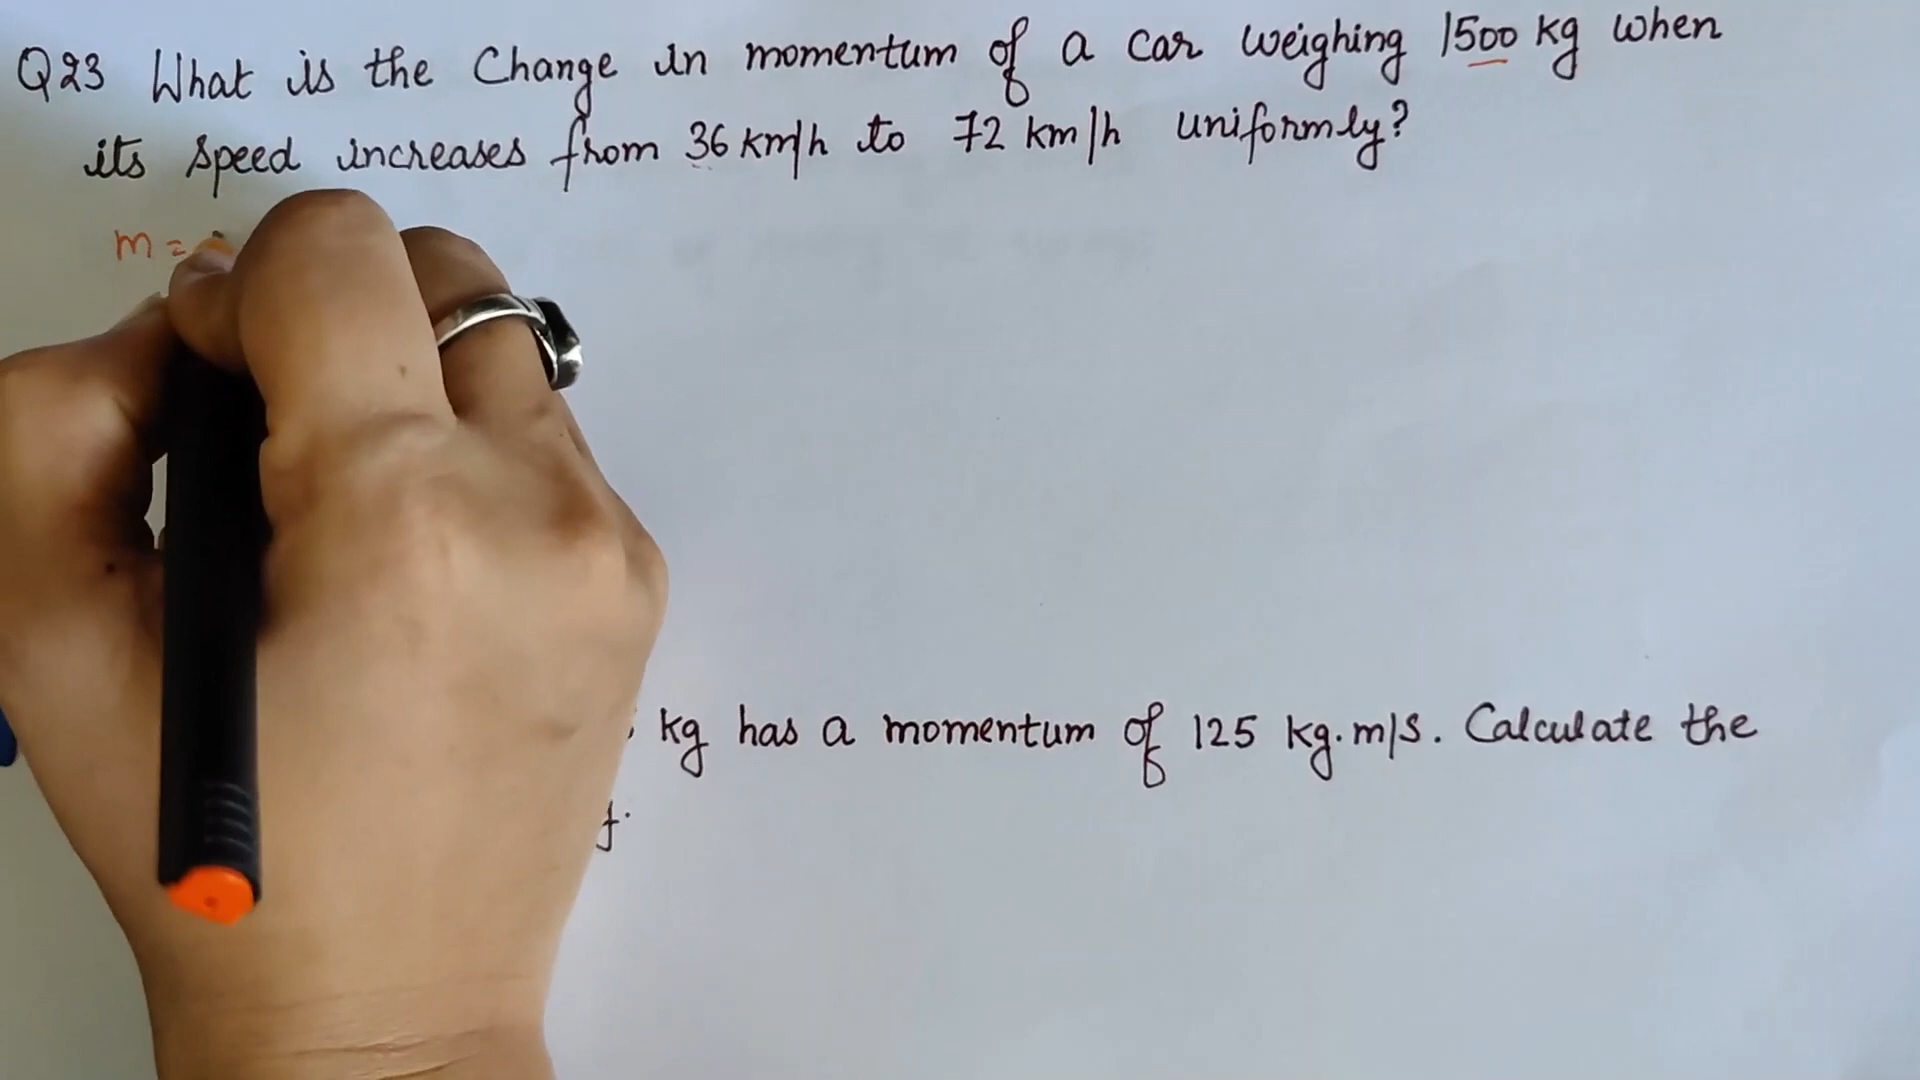 Q23 What is the Change in momentum of a car weighing 1500 kg when
its speed increases from 36 km/h to 72 km/h uniformly?
m =
kg has a momentum of 125 kg.m/s. Calculate the